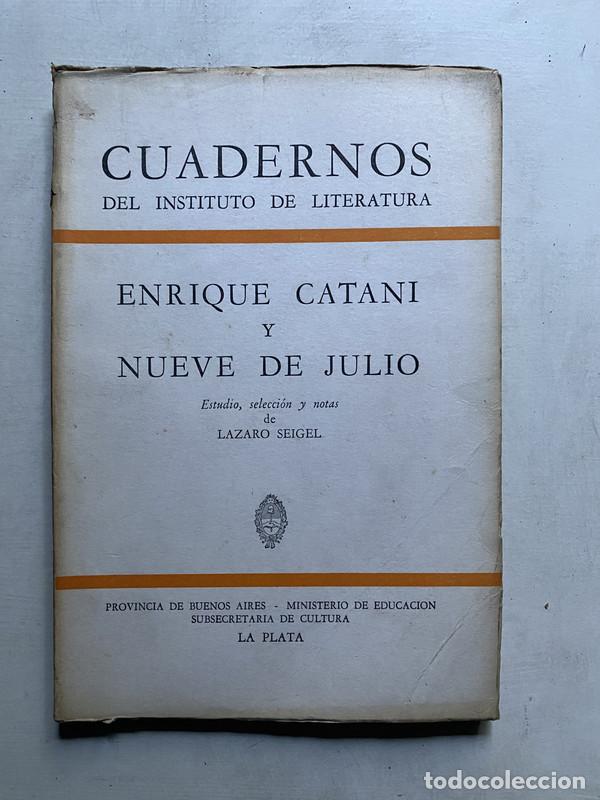 CUADERNOS
DEL INSTITUTO DE LITERATURA
ENRIQUE CATANI
Y
NUEVE DE JULIO
Estudio, selección y notas
de
LAZARO SEIGEL
PROVINCIA DE BUENOS AIRES - MINISTERIO DE EDUCACION
SUBSECRETARIA DE CULTURA
LA PLATA
todocoleccion